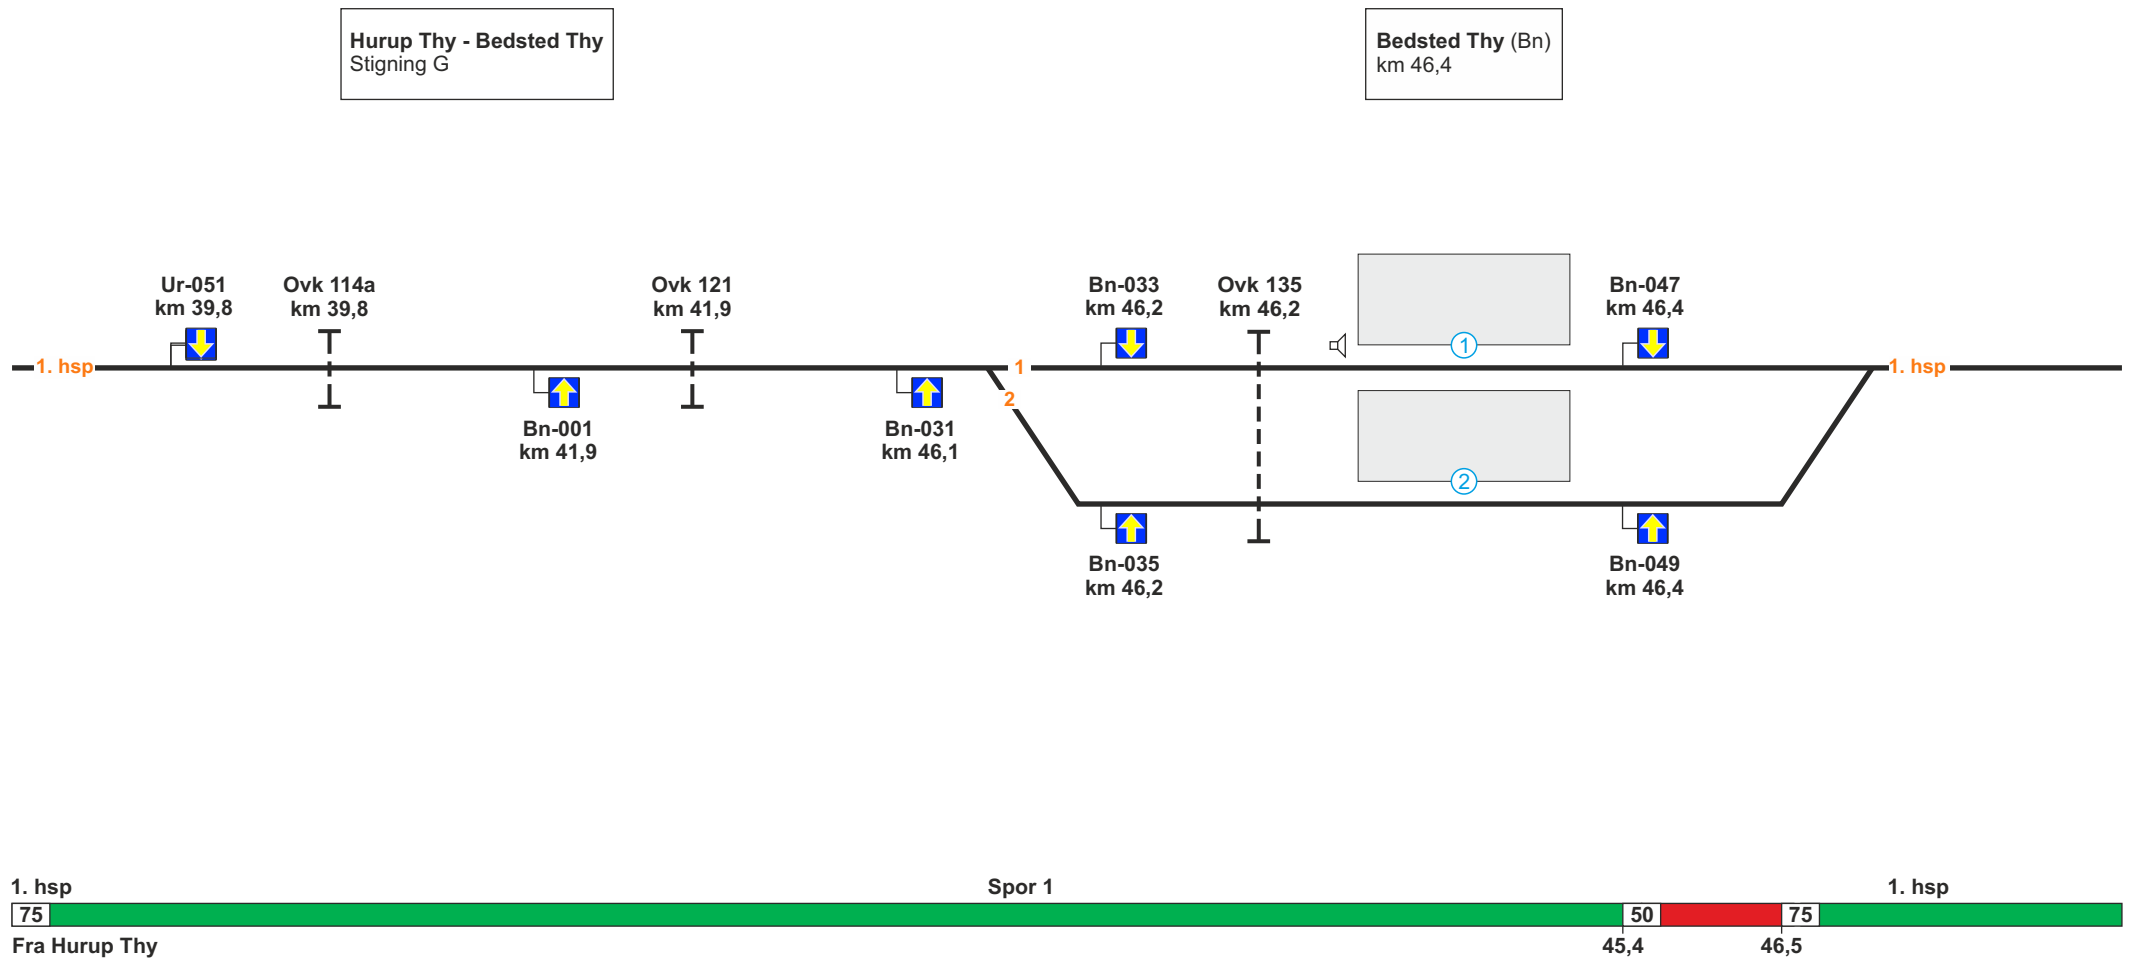 Hurup Thy - Bedsted Thy
Stigning G
Bedsted Thy (Bn)
km 46,4
Ur-051
km 39,8
Ovk 114a
km 39,8
Ovk 121
km 41,9
Bn-033
km 46,2
Ovk 135
km 46,2
Bn-047
km 46,4
1
1. hsp
1
1. hsp
2
Bn-001
km 41,9
Bn-031
km 46,1
2
Bn-035
km 46,2
Bn-049
km 46,4
1. hsp
Spor 1
1. hsp
75
50
75
Fra Hurup Thy
45,4
46,5